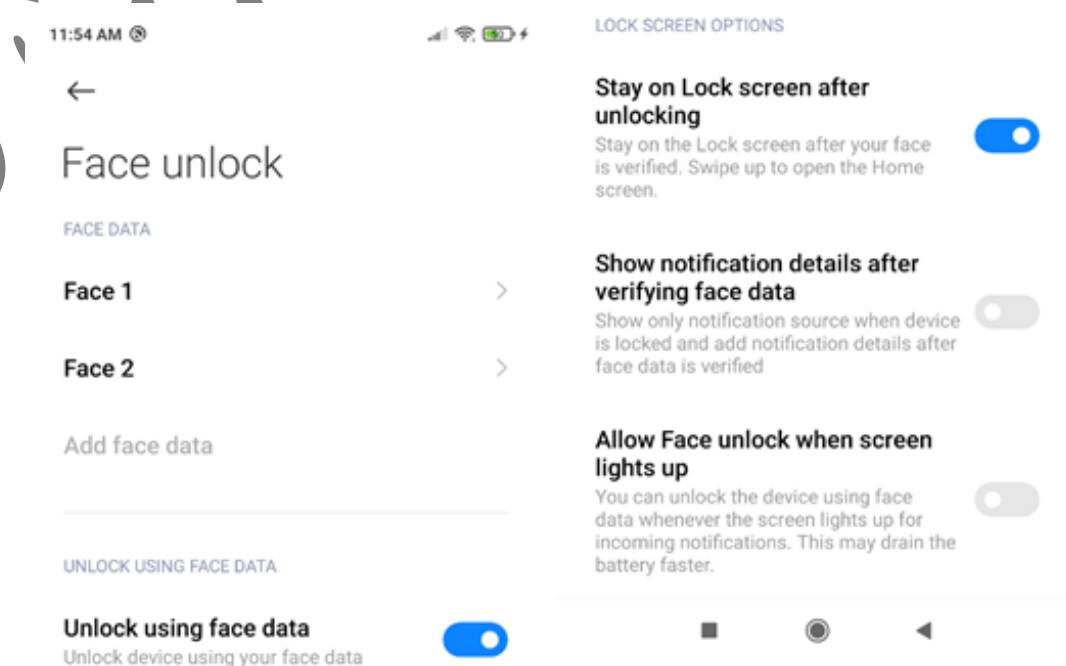 11:54 AM
Face unlock
FACE DATA
Face 1
Face 2
Add face data
UNLOCK USING FACE DATA
Unlock using face data
Unlock device using your face data
LOCK SCREEN OPTIONS
Stay on Lock screen after
unlocking
Stay on the Lock screen after your face
is verified. Swipe up to open the Home
screen.
Show notification details after
verifying face data
Show only notification source when device
is locked and add notification details after
face data is verified
Allow Face unlock when screen
lights up
You can unlock the device using face
data whenever the screen lights up for
incoming notifications. This may drain the
battery faster.